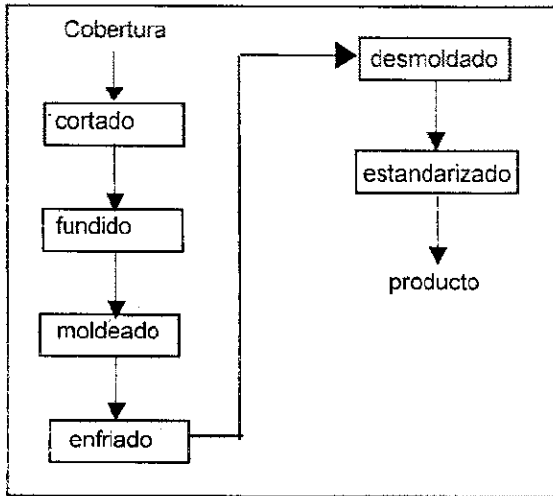 Cobertura
cortado
fundido
moldeado
enfriado
desmoldado
estandarizado
producto